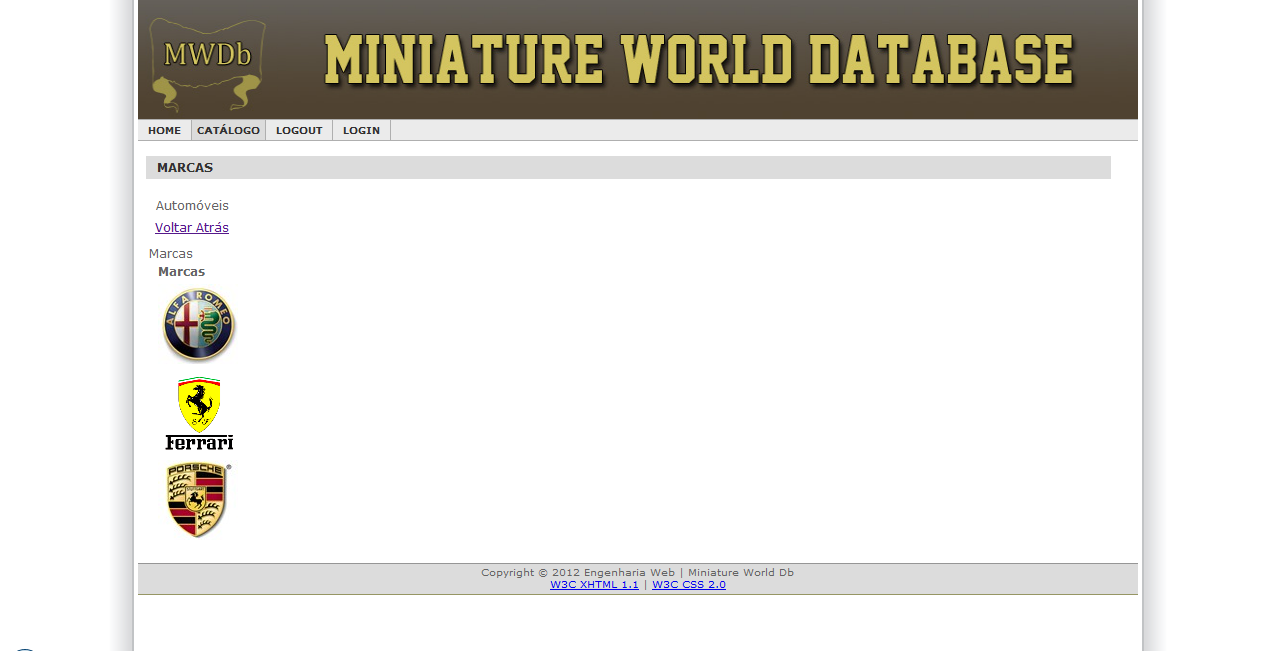 MWDb
MINIATURE WORLD DATABASE
HOME CATÁLOGO LOGOUT LOGIN
MARCAS
Automóveis
Voltar Atrás
Marcas
Marcas
ALFA ROMEO
Ferrari
PORSCHE ®
Copyright © 2012 Engenharia Web | Miniature World Db
W3C XHTML 1.1 | W3C CSS 2.0